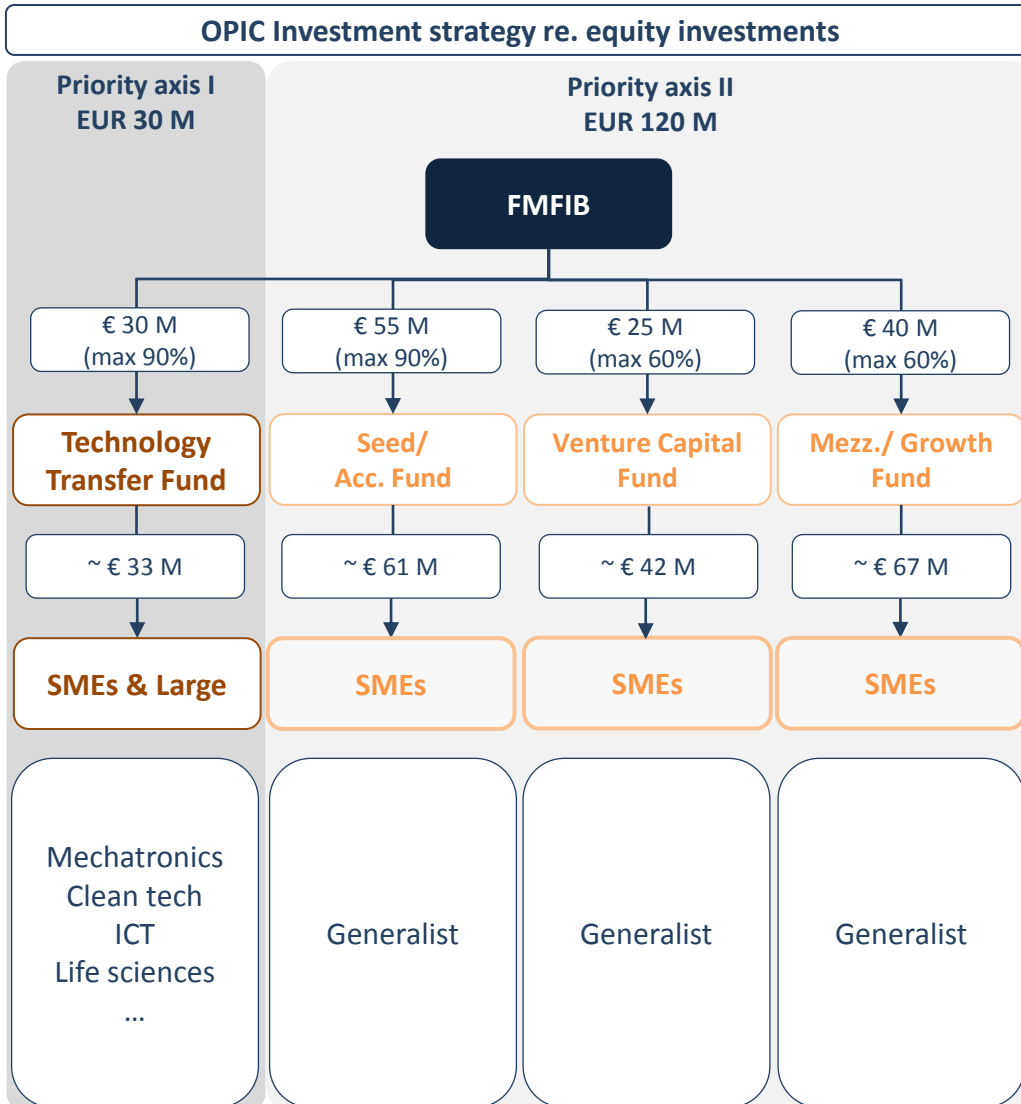 OPIC Investment strategy re. equity investments
Priority axis I
EUR 30 M
Priority axis II
EUR 120 M
FMFIB
€ 30 M
(max 90%)
€ 55 M
(max 90%)
€ 25 M
(max 60%)
€ 40 M
(max 60%)
Technology
Transfer Fund
Seed/
Acc. Fund
Venture Capital
Fund
Mezz./ Growth
Fund
~ € 33 M
~ € 61 M
~ € 42 M
~ € 67 M
SMEs & Large
SMEs
SMEs
SMEs
Mechatronics
Clean tech
ICT
Life sciences
...
Generalist
Generalist
Generalist